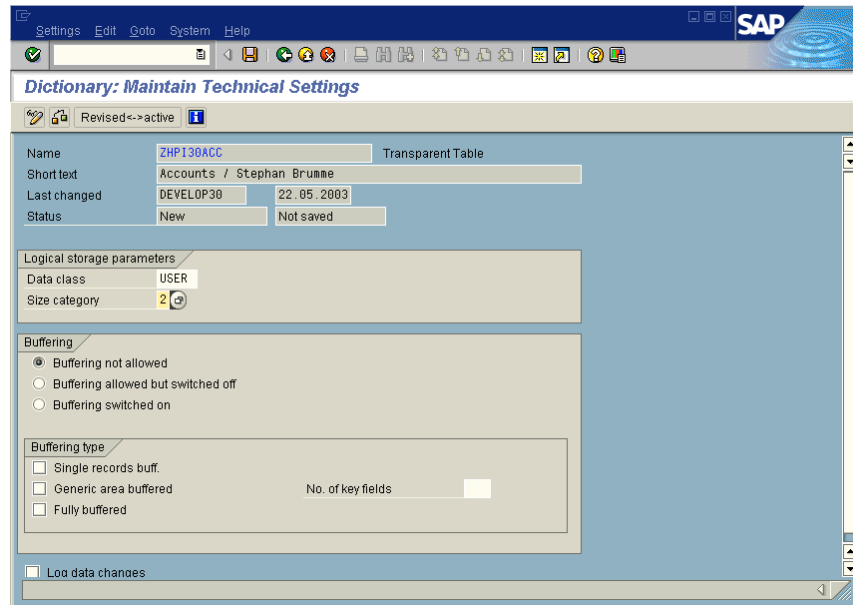 Settings Edit Goto System Help
SAP
Dictionary: Maintain Technical Settings
Revised<->active
Name ZHPI30ACC Transparent Table
Short text Accounts / Stephan Brumme
Last changed DEVELOP30 22.05.2003
Status New Not saved
Logical storage parameters
Data class USER
Size category 2
Buffering
Buffering not allowed
Buffering allowed but switched off
Buffering switched on
Buffering type
Single records buff.
Generic area buffered No. of key fields
Fully buffered
Log data changes